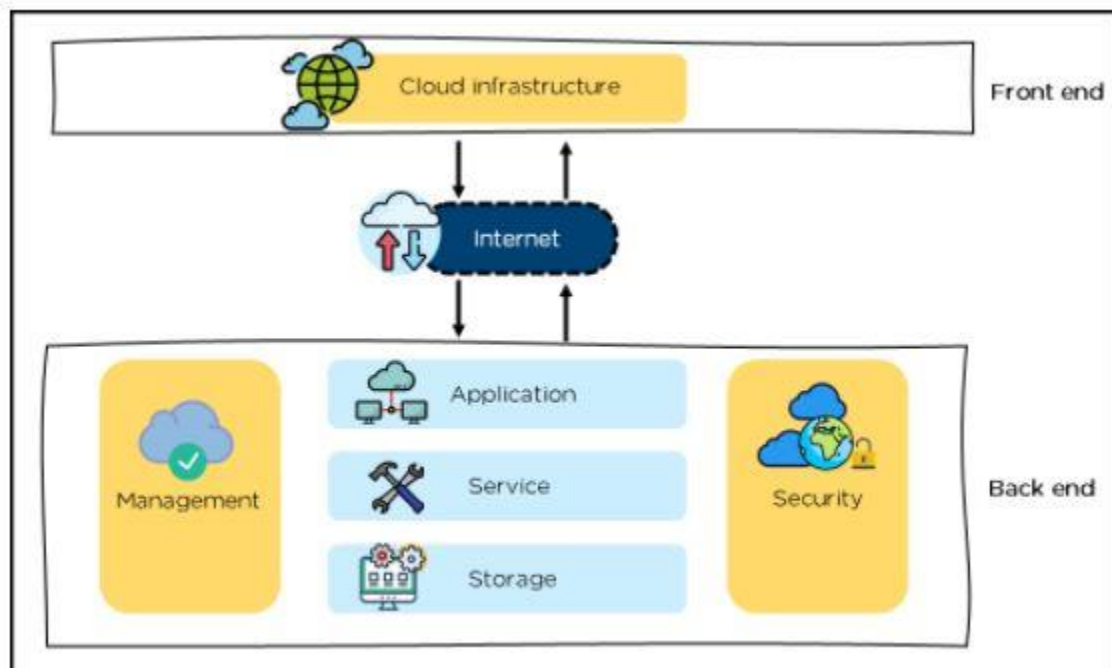 Cloud infrastructure
Front end
Internet
Application
Management
Service
Security
Back end
Storage